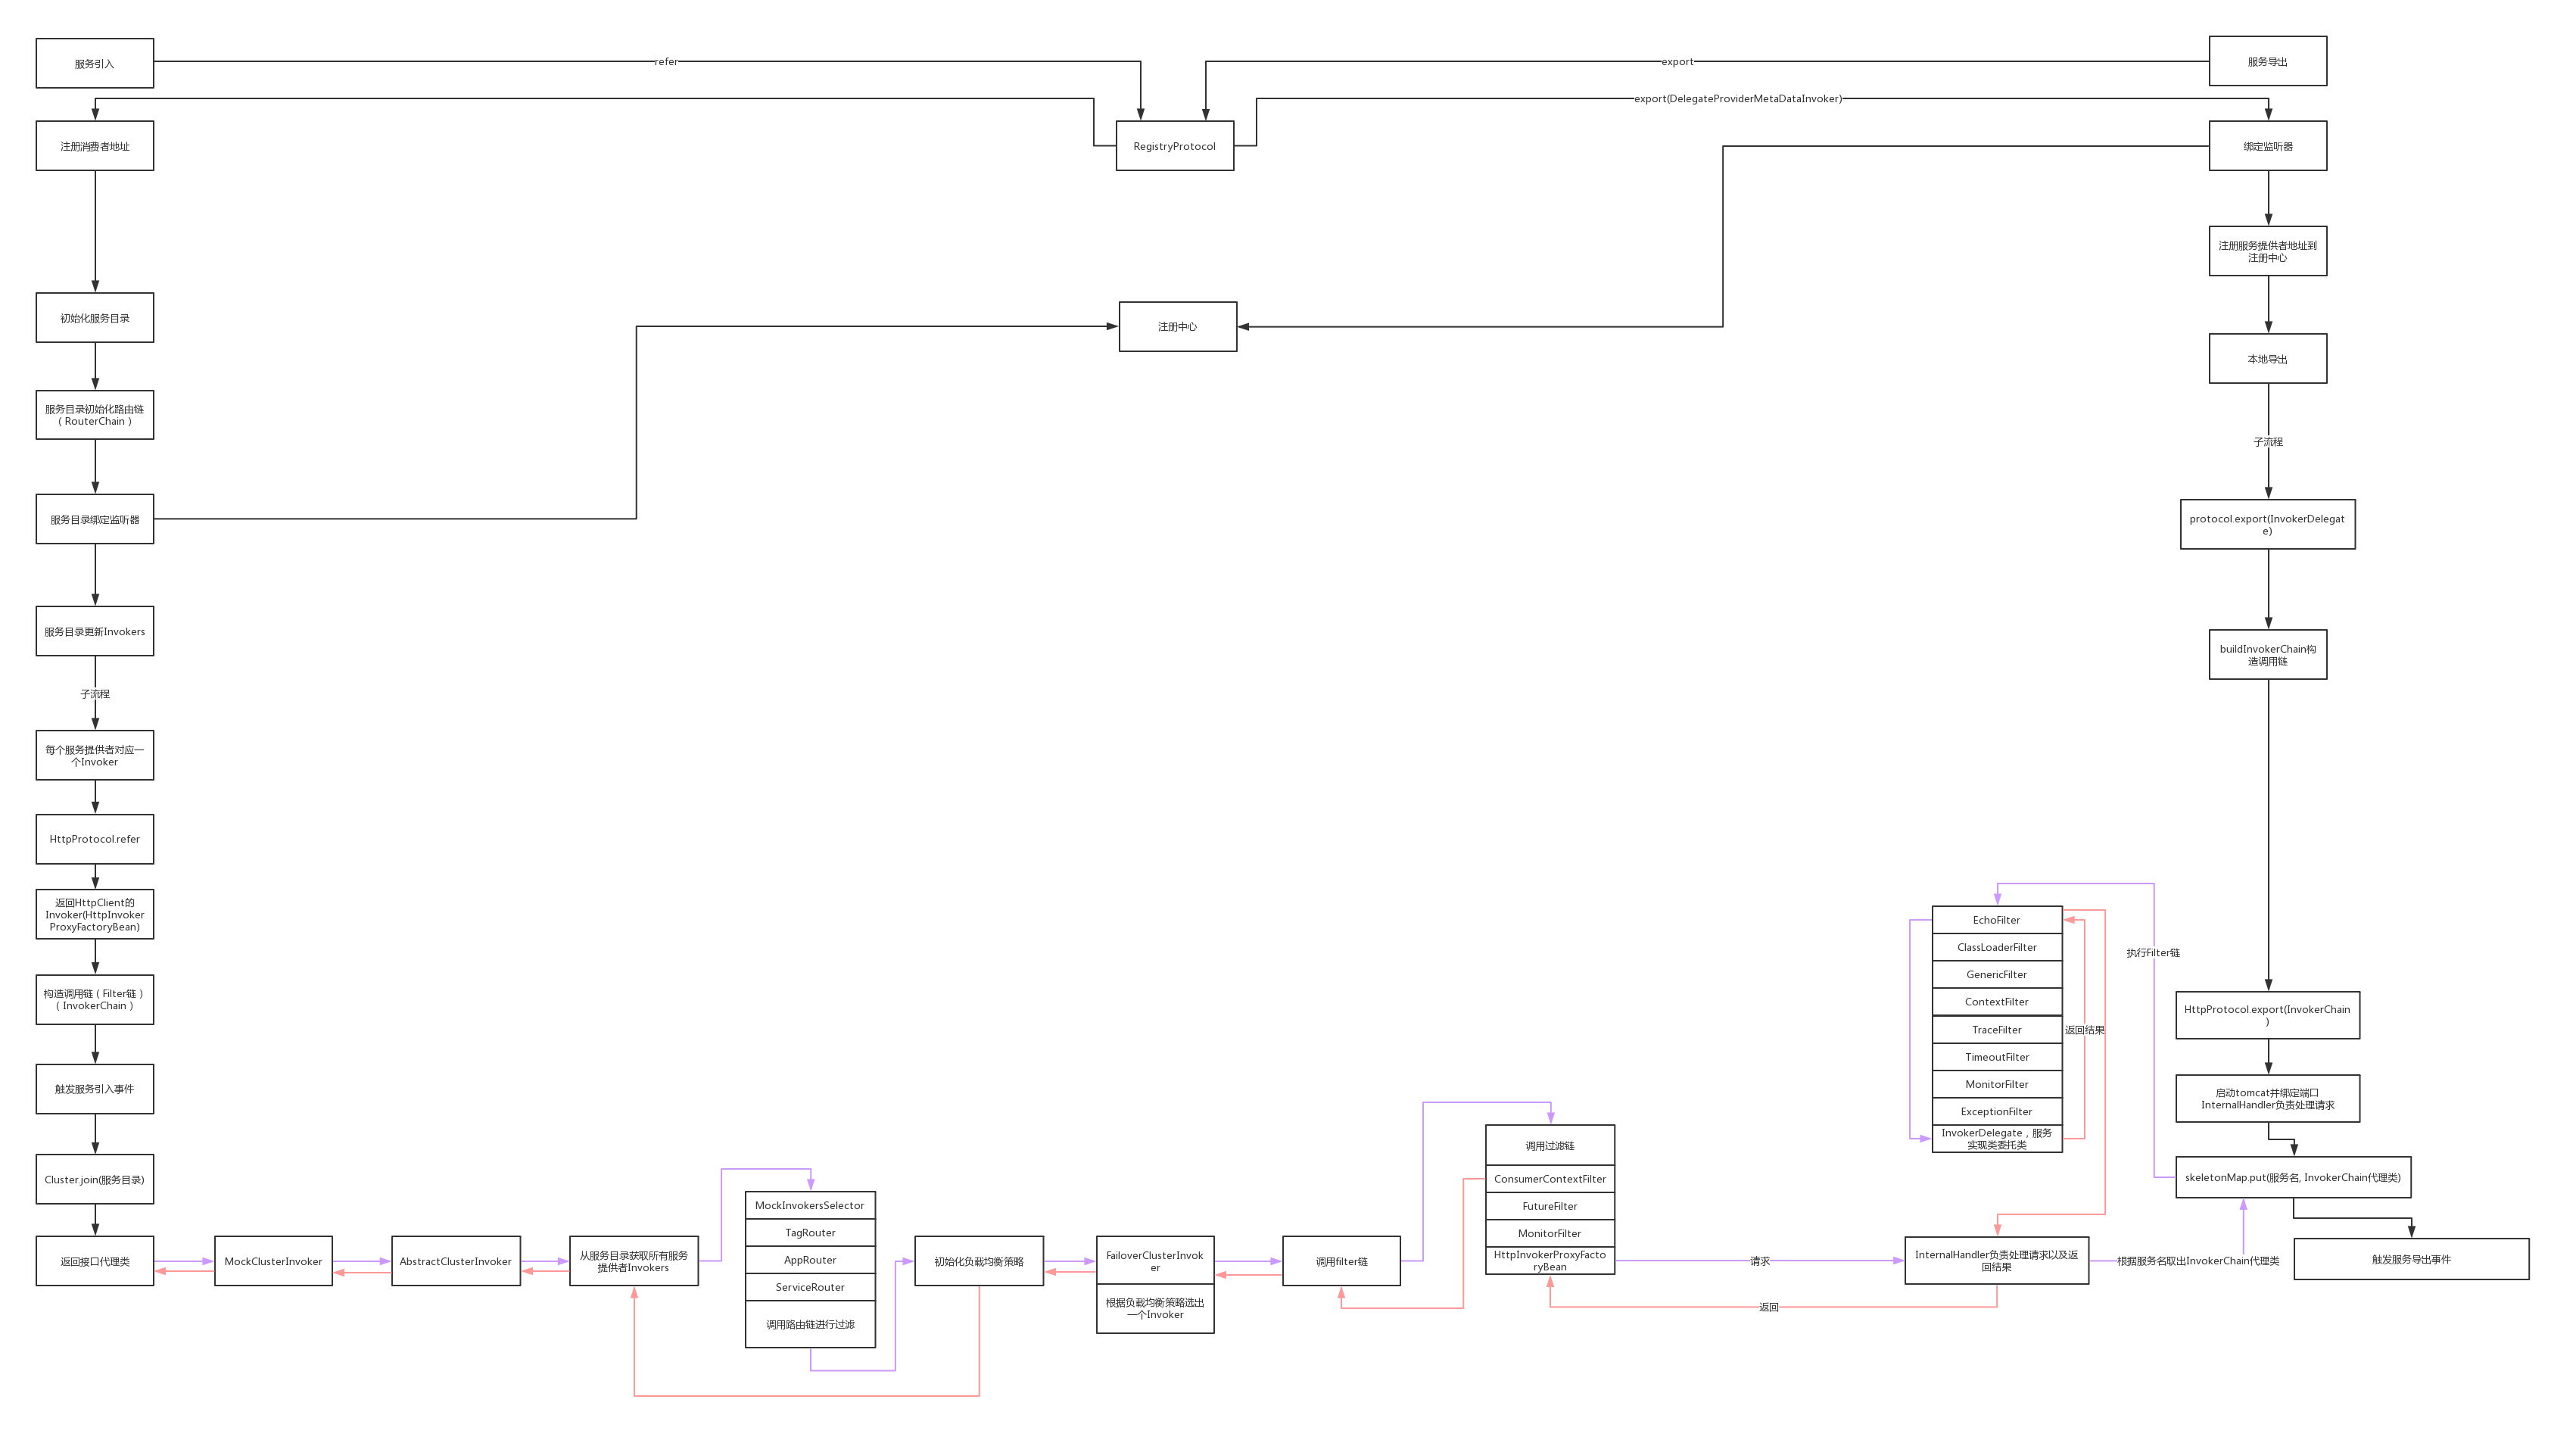 服务引入
refer
export
服务导出
export(DelegateProviderMetaDataInvoker)
注册消费者地址
RegistryProtocol
绑定监听器
注册服务提供者地址到
注册中心
初始化服务目录
注册中心
本地导出
服务目录初始化路由链
（RouterChain）
子流程
服务目录绑定监听器
protocol.export(InvokerDelegat
e)
服务目录更新Invokers
buildInvokerChain构
造调用链
子流程
每个服务提供者对应一
个Invoker
HttpProtocol.refer
返回HttpClient的
Invoker(HttpInvoker
ProxyFactoryBean)
构造调用链（Filter链）
（InvokerChain）
触发服务引入事件
Cluster.join(服务目录)
返回接口代理类
MockClusterInvoker
AbstractClusterInvoker
从服务目录获取所有服务
提供者Invokers
MockInvokersSelector
TagRouter
AppRouter
ServiceRouter
调用路由链进行过滤
初始化负载均衡策略
FailoverClusterInvok
er
根据负载均衡策略选出
一个Invoker
调用filter链
调用过滤链
ConsumerContextFilter
FutureFilter
MonitorFilter
HttpInvokerProxyFacto
ryBean
请求
返回
EchoFilter
ClassLoaderFilter
GenericFilter
ContextFilter
TraceFilter
TimeoutFilter
MonitorFilter
ExceptionFilter
InvokerDelegate，服务
实现类委托类
返回结果
执行Filter链
InternalHandler负责处理请求以及返
回结果
根据服务名取出InvokerChain代理类
HttpProtocol.export(InvokerChain
)
启动tomcat并绑定端口
InternalHandler负责处理请求
skeletonMap.put(服务名, InvokerChain代理类)
触发服务导出事件